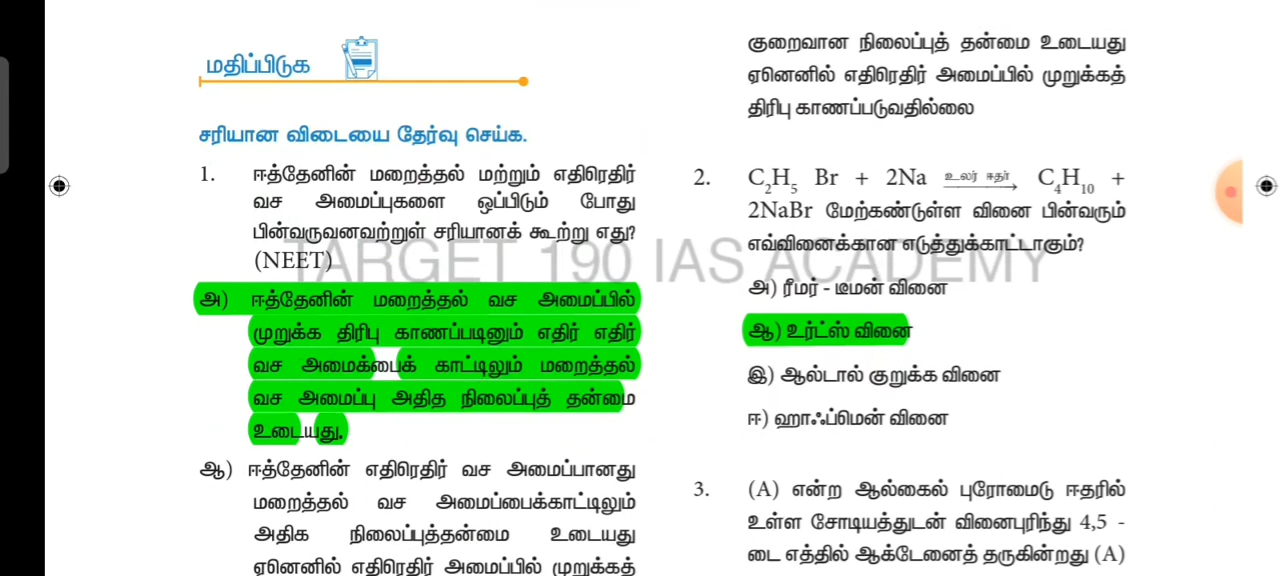 மதிப்பிடுக
சரியான விடையை தேர்வு செய்க.
1. ஈத்தேனின் மறைத்தல் மற்றும் எதிரெதிர்
வச அமைப்புகளை ஒப்பிடும் போது
பின்வருவனவற்றுள் சரியானக் கூற்று எது?
(NEET)
அ) ஈத்தேனின் மறைத்தல் வச அமைப்பில்
முறுக்க திரிபு காணப்படினும் எதிர் எதிர்
வச அமைக்பைக் காட்டிலும் மறைத்தல்
வச அமைப்பு அதித நிலைப்புத் தன்மை
உடையது.
ஆ) ஈத்தேனின் எதிரெதிர் வச அமைப்பானது
மறைத்தல் வச அமைப்பைக்காட்டிலும்
அதிக நிலைப்புத்தன்மை உடையது
ஏனெனில் எதிரெதிர் அமைப்பில் முறுக்கத்
குறைவான நிலைப்புத் தன்மை உடையது
ஏனெனில் எதிரெதிர் அமைப்பில் முறுக்கத்
திரிபு காணப்படுவதில்லை
2. C₂H₅ Br + 2Na உலர் ஈதர்⟶ C₄H₁₀ +
2NaBr மேற்கண்டுள்ள வினை பின்வரும்
எவ்வினைக்கான எடுத்துக்காட்டாகும்?
அ) ரீமர் - டீமன் வினை
ஆ) உர்ட்ஸ் வினை
இ) ஆல்டால் குறுக்க வினை
ஈ) ஹாஃப்மென் வினை
3. (A) என்ற ஆல்கைல் புரோமைடு ஈதரில்
உள்ள சோடியத்துடன் வினைபுரிந்து 4,5 -
டை எத்தில் ஆக்டேனைத் தருகின்றது (A)
TARGET 190 IAS ACADEMY